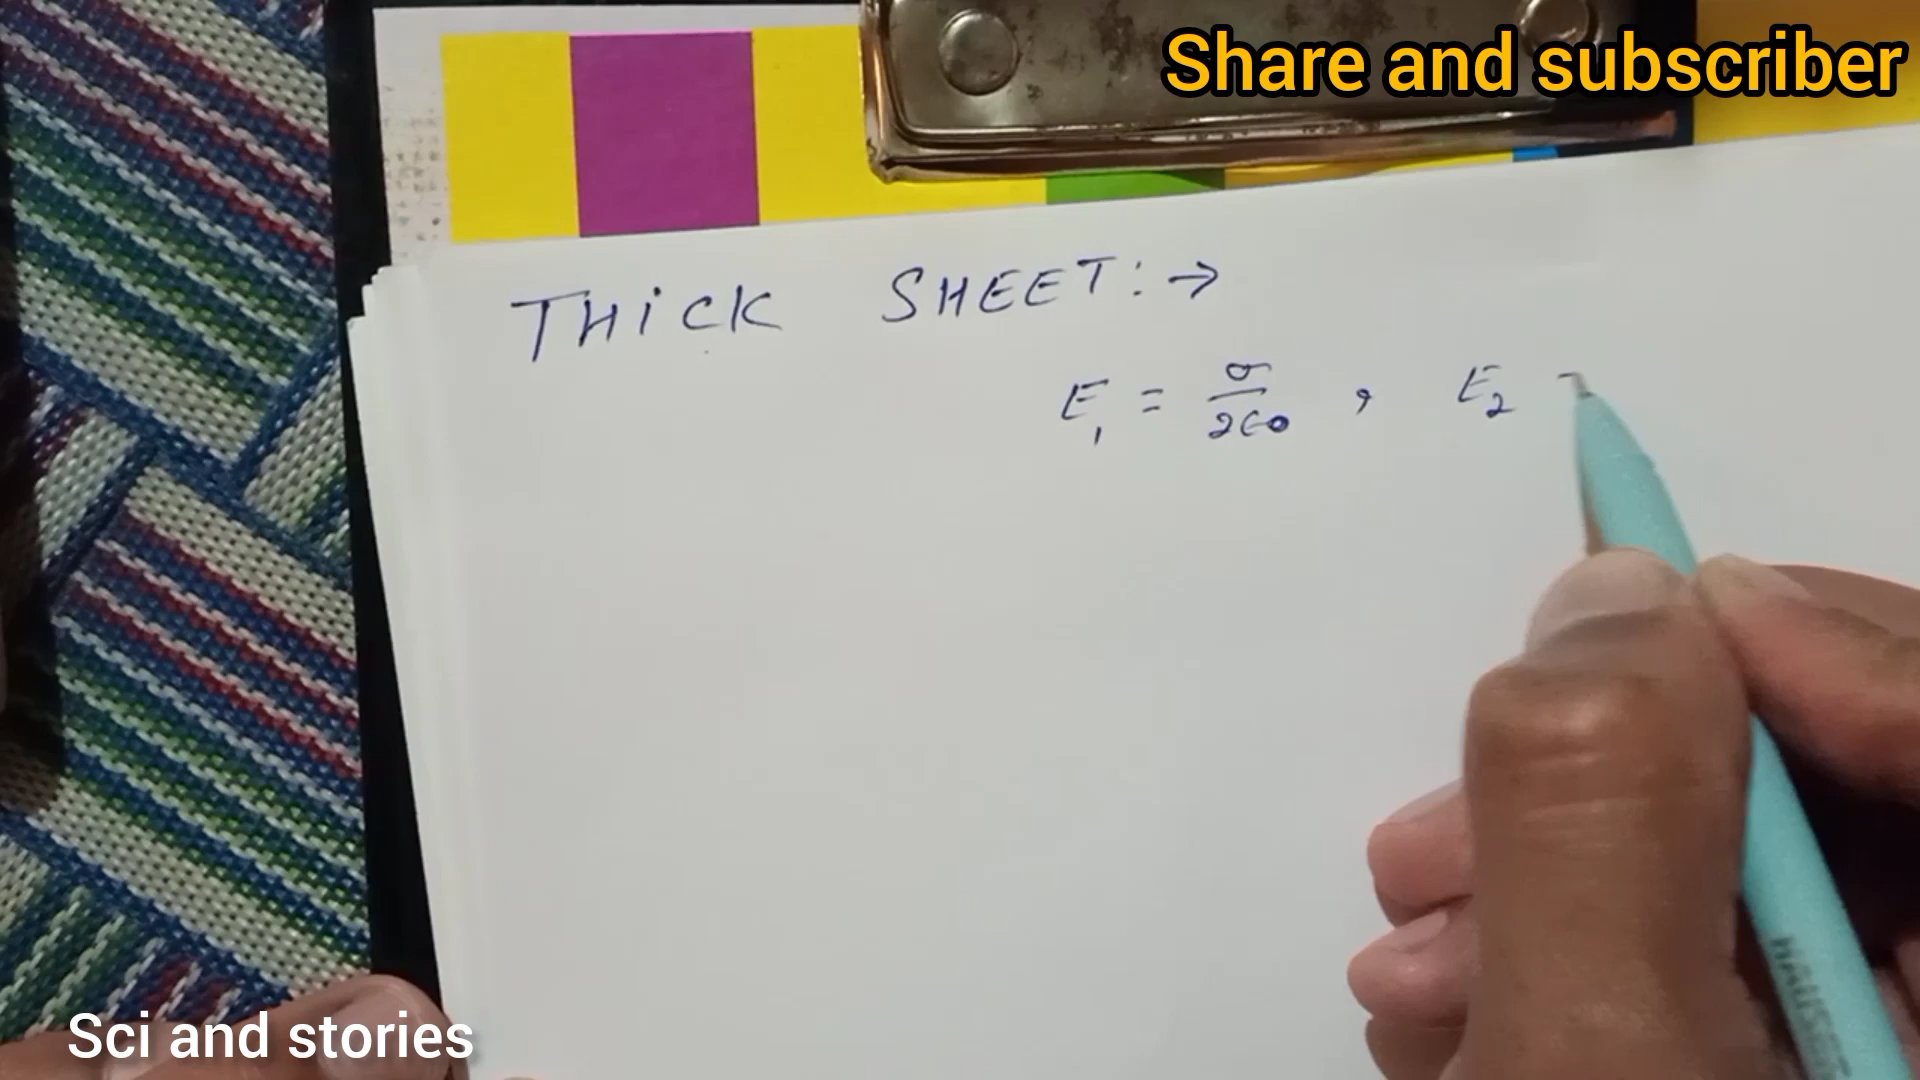 Share and subscriber
THiCK SHEET:→
E₁ = σ/2ϵ₀ , E₂
Sci and stories